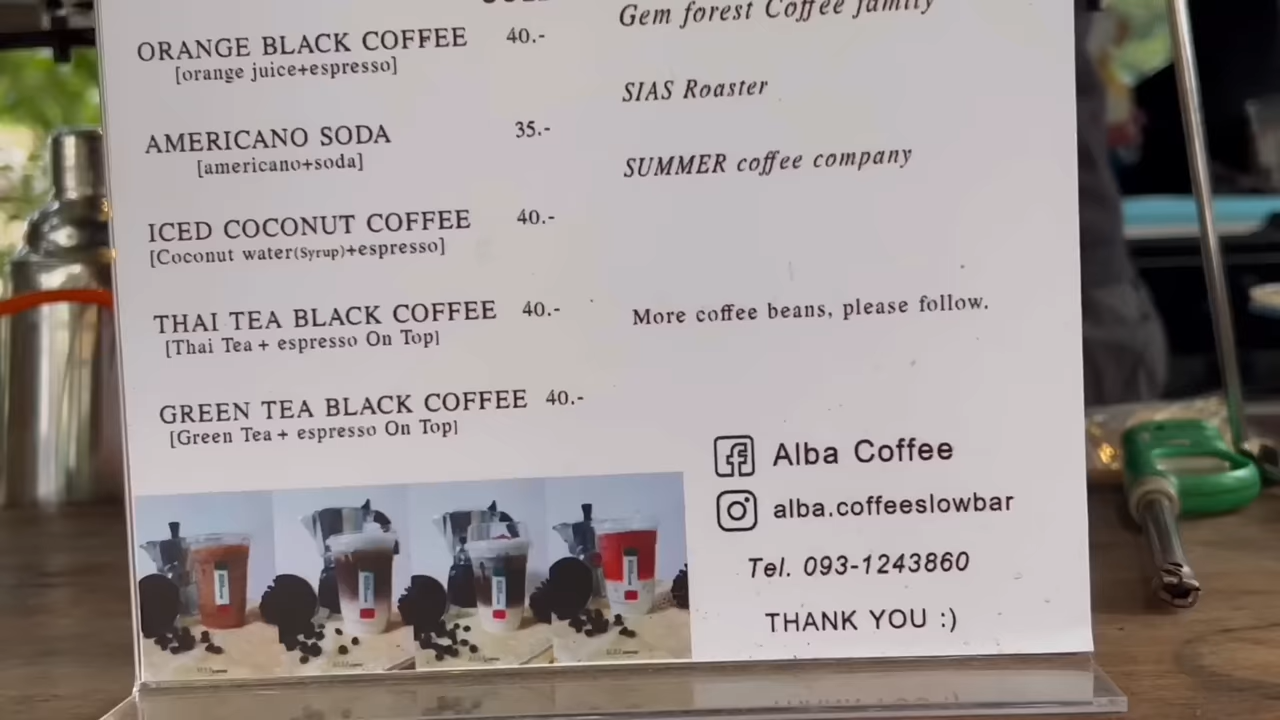 ORANGE BLACK COFFEE 40.-
[orange juice+espresso]
AMERICANO SODA 35.-
[americano+soda]
ICED COCONUT COFFEE 40.-
[Coconut water(Syrup)+espresso]
THAI TEA BLACK COFFEE 40.-
[Thai Tea + espresso On Top]
GREEN TEA BLACK COFFEE 40.-
[Green Tea + espresso On Top]
Gem forest Coffee family
SIAS Roaster
SUMMER coffee company
More coffee beans, please follow.
Alba Coffee
alba.coffeeslowbar
Tel. 093-1243860
THANK YOU :)